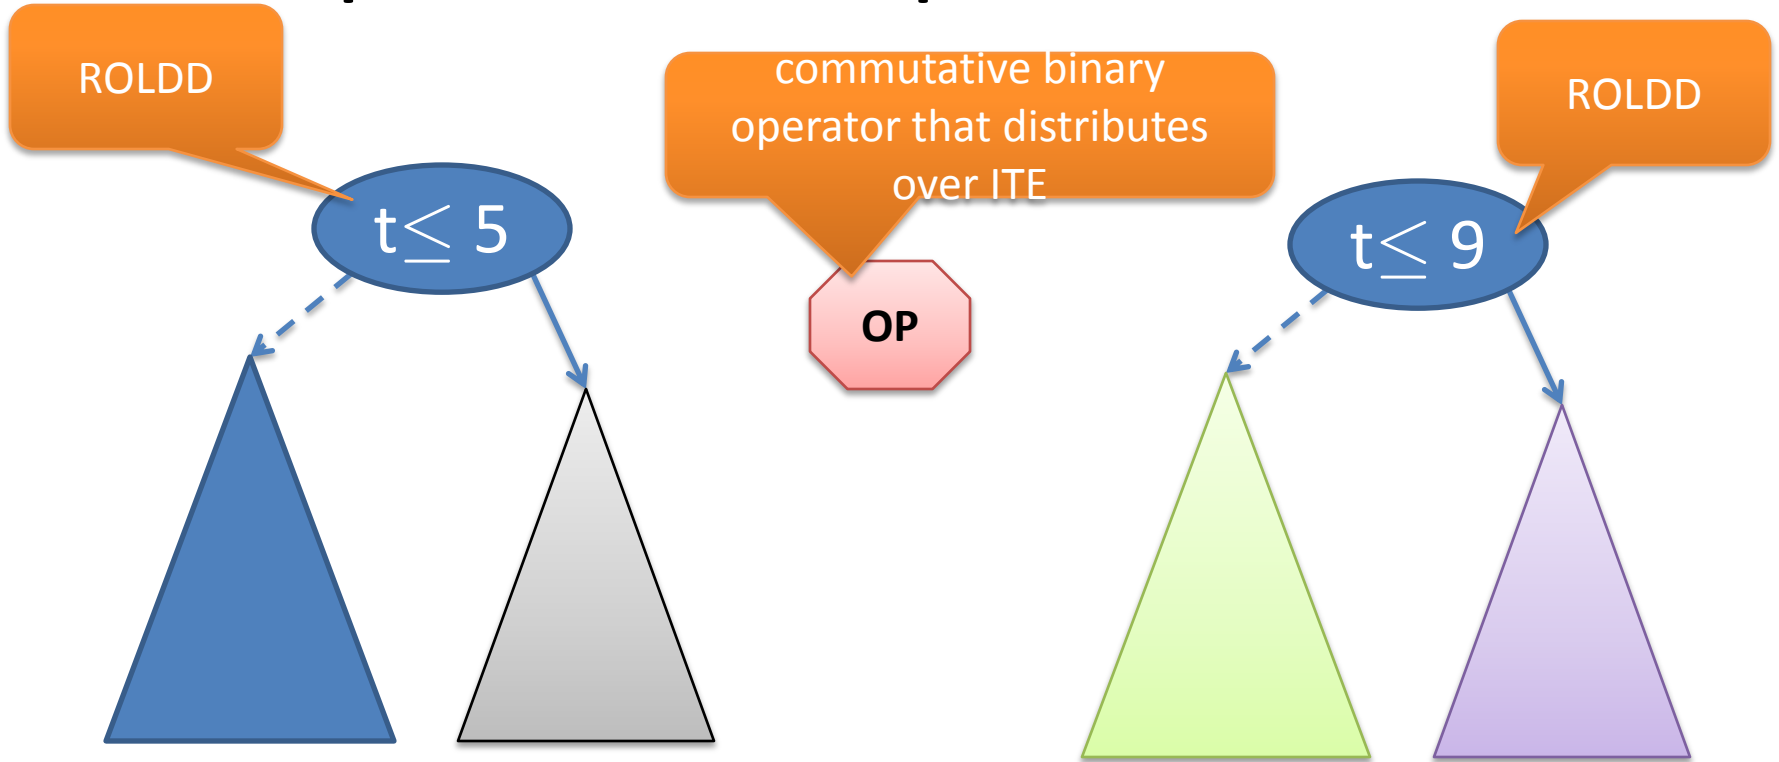 ROLDD
commutative binary
operator that distributes
over ITE
ROLDD
t≤ 5
t≤ 9
OP